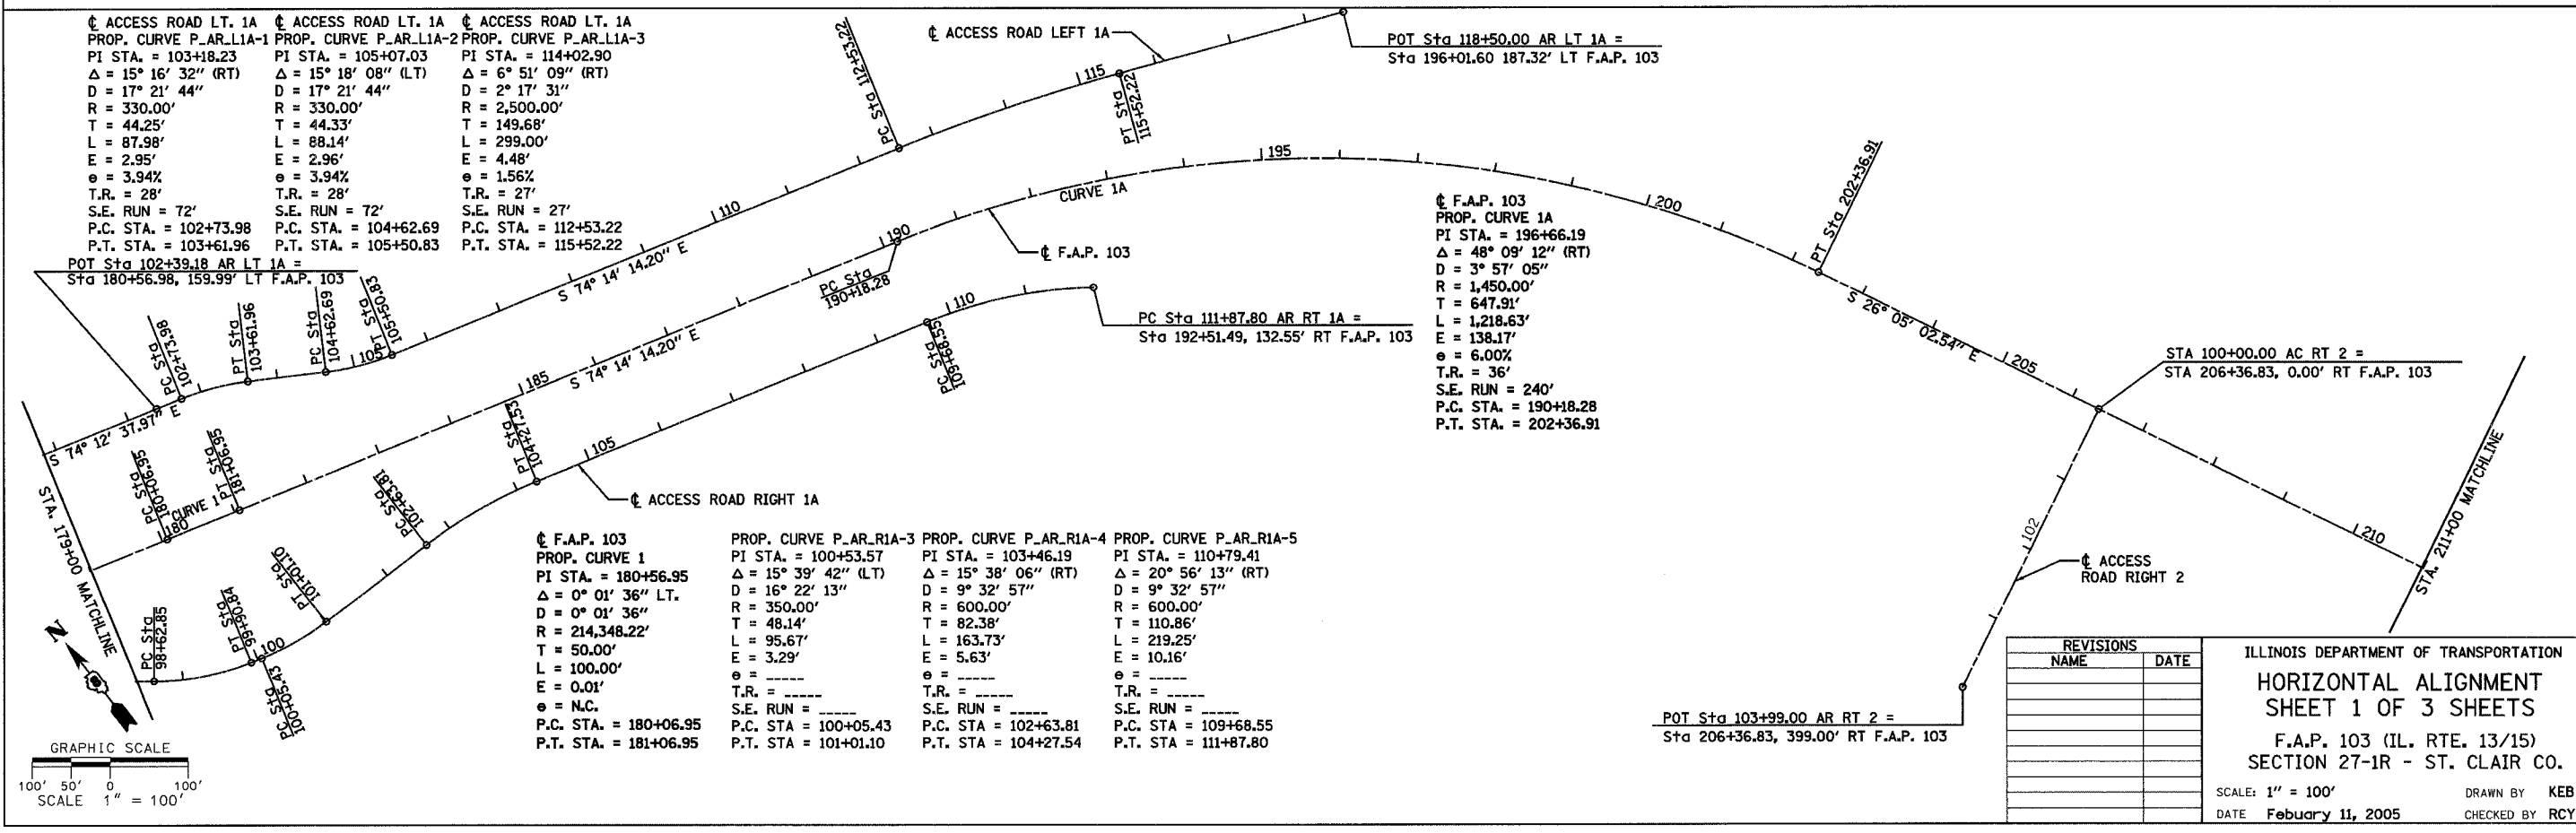 ℄ ACCESS ROAD LT. 1A
PROP. CURVE P_AR_L1A-1
PI STA. = 103+18.23
Δ = 15° 16' 32" (RT)
D = 17° 21' 44"
R = 330.00'
T = 44.25'
L = 87.98'
E = 2.95'
e = 3.94%
T.R. = 28'
S.E. RUN = 72'
P.C. STA. = 102+73.98
P.T. STA. = 103+61.96
℄ ACCESS ROAD LT. 1A
PROP. CURVE P_AR_L1A-2
PI STA. = 105+07.03
Δ = 15° 18' 08" (LT)
D = 17° 21' 44"
R = 330.00'
T = 44.33'
L = 88.14'
E = 2.96'
e = 3.94%
T.R. = 28'
S.E. RUN = 72'
P.C. STA. = 104+62.69
P.T. STA. = 105+50.83
℄ ACCESS ROAD LT. 1A
PROP. CURVE P_AR_L1A-3
PI STA. = 114+02.90
Δ = 6° 51' 09" (RT)
D = 2° 17' 31"
R = 2,500.00'
T = 149.68'
L = 299.00'
E = 4.48'
e = 1.56%
T.R. = 27'
S.E. RUN = 27'
P.C. STA. = 112+53.22
P.T. STA. = 115+52.22
POT Sta 102+39.18 AR LT 1A =
Sta 180+56.98, 159.99' LT F.A.P. 103
PC Sta
102+73.98
PT Sta
103+61.96
PC Sta
104+62.69
PT Sta
105+50.83
105
S 74° 12' 37.97" E
S 74° 14' 14.20" E
110
PC Sta 112+53.22
115
PT Sta
115+52.22
℄ ACCESS ROAD LEFT 1A
POT Sta 118+50.00 AR LT 1A =
Sta 196+01.60 187.32' LT F.A.P. 103
STA. 179+00 MATCHLINE
PC Sta
180+06.95
180
CURVE 1
PT Sta
181+06.95
185
S 74° 14' 14.20" E
190
PC Sta
190+18.28
℄ F.A.P. 103
CURVE 1A
195
200
PT Sta 202+36.91
S 26° 05' 02.54" E
205
210
STA. 211+00 MATCHLINE
℄ F.A.P. 103
PROP. CURVE 1A
PI STA. = 196+66.19
Δ = 48° 09' 12" (RT)
D = 3° 57' 05"
R = 1,450.00'
T = 647.91'
L = 1,218.63'
E = 138.17'
e = 6.00%
T.R. = 36'
S.E. RUN = 240'
P.C. STA. = 190+18.28
P.T. STA. = 202+36.91
STA 100+00.00 AC RT 2 =
STA 206+36.83, 0.00' RT F.A.P. 103
102
℄ ACCESS
ROAD RIGHT 2
POT Sta 103+99.00 AR RT 2 =
Sta 206+36.83, 399.00' RT F.A.P. 103
PC Sta
98+62.85
PT Sta
99+90.84
100
PC Sta
100+05.43
PT Sta
101+01.10
PC Sta
102+63.81
PT Sta
104+27.53
105
℄ ACCESS ROAD RIGHT 1A
PC Sta
109+68.55
110
PC Sta 111+87.80 AR RT 1A =
Sta 192+51.49, 132.55' RT F.A.P. 103
℄ F.A.P. 103
PROP. CURVE 1
PI STA. = 180+56.95
Δ = 0° 01' 36" LT.
D = 0° 01' 36"
R = 214,348.22'
T = 50.00'
L = 100.00'
E = 0.01'
e = N.C.
P.C. STA. = 180+06.95
P.T. STA. = 181+06.95
PROP. CURVE P_AR_R1A-3
PI STA. = 100+53.57
Δ = 15° 39' 42" (LT)
D = 16° 22' 13"
R = 350.00'
T = 48.14'
L = 95.67'
E = 3.29'
e = _____
T.R. = _____
S.E. RUN = _____
P.C. STA = 100+05.43
P.T. STA = 101+01.10
PROP. CURVE P_AR_R1A-4
PI STA. = 103+46.19
Δ = 15° 38' 06" (RT)
D = 9° 32' 57"
R = 600.00'
T = 82.38'
L = 163.73'
E = 5.63'
e = _____
T.R. = _____
S.E. RUN = _____
P.C. STA = 102+63.81
P.T. STA = 104+27.54
PROP. CURVE P_AR_R1A-5
PI STA. = 110+79.41
Δ = 20° 56' 13" (RT)
D = 9° 32' 57"
R = 600.00'
T = 110.86'
L = 219.25'
E = 10.16'
e = _____
T.R. = _____
S.E. RUN = _____
P.C. STA = 109+68.55
P.T. STA = 111+87.80
N
GRAPHIC SCALE
100' 50' 0 100'
SCALE 1" = 100'
REVISIONS
NAME DATE
ILLINOIS DEPARTMENT OF TRANSPORTATION
HORIZONTAL ALIGNMENT
SHEET 1 OF 3 SHEETS
F.A.P. 103 (IL. RTE. 13/15)
SECTION 27-1R - ST. CLAIR CO.
SCALE: 1" = 100' DRAWN BY KEB
DATE Febuary 11, 2005 CHECKED BY RCY